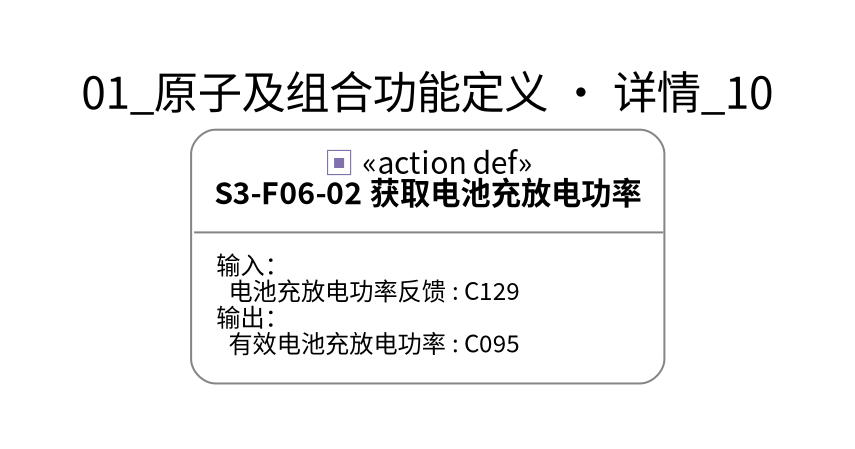 01_原子及组合功能定义 · 详情_10
«action def»
S3-F06-02 获取电池充放电功率
输入：
电池充放电功率反馈 : C129
输出：
有效电池充放电功率 : C095